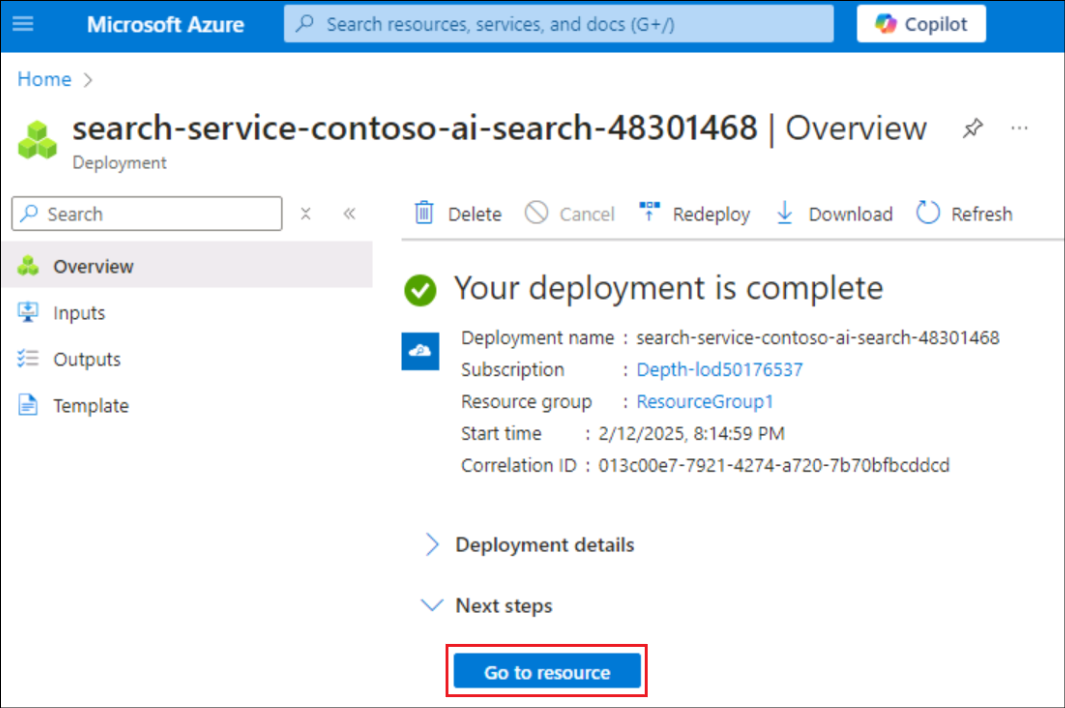 Microsoft Azure
Search resources, services, and docs (G+/)
Copilot
Home
search-service-contoso-ai-search-48301468 | Overview
Deployment
Search
Delete
Cancel
Redeploy
Download
Refresh
Overview
Inputs
Outputs
Template
Your deployment is complete
Deployment name : search-service-contoso-ai-search-48301468
Subscription : Depth-lod50176537
Resource group : ResourceGroup1
Start time : 2/12/2025, 8:14:59 PM
Correlation ID : 013c00e7-7921-4274-a720-7b70bfbcddcd
Deployment details
Next steps
Go to resource